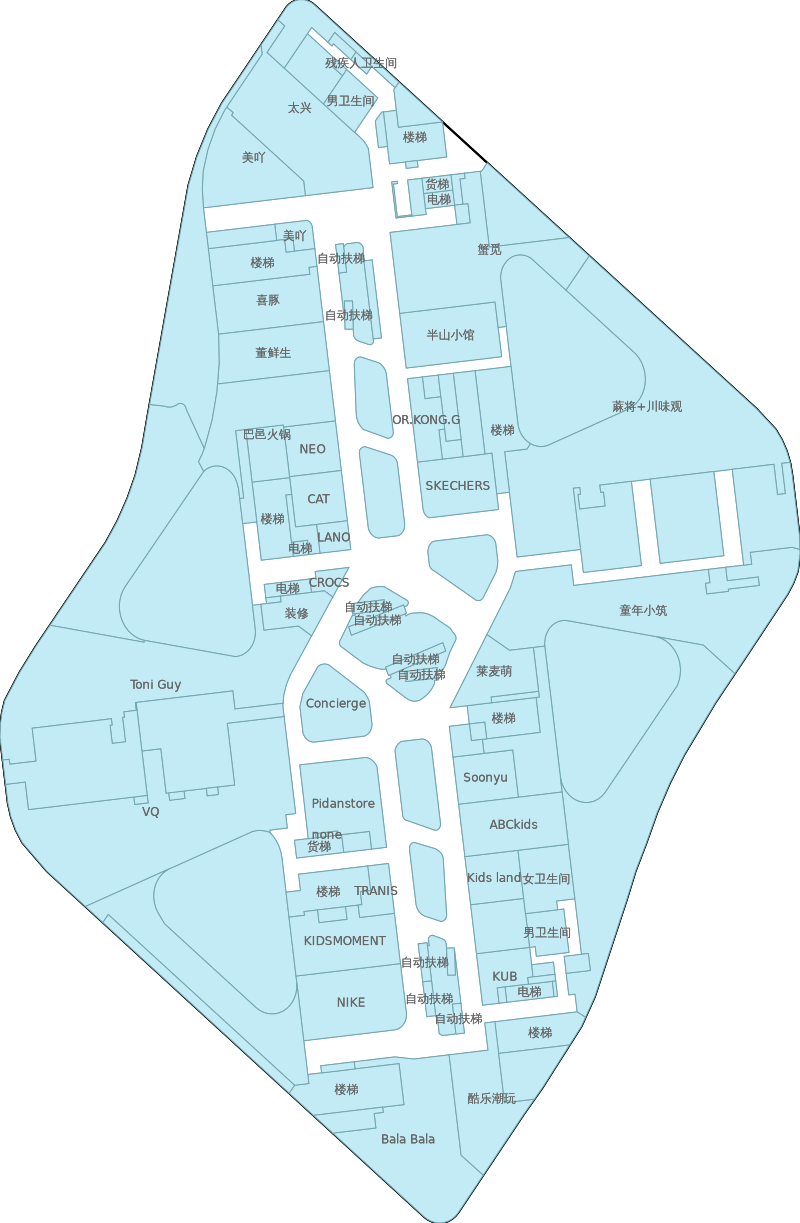 残疾人卫生间
男卫生间
太兴
楼梯
美吖
货梯
电梯
美吖
蟹觅
自动扶梯
楼梯
喜豚
自动扶梯
半山小馆
董鲜生
蔴将+川味观
OR.KONG.G
楼梯
巴邑火锅
NEO
SKECHERS
CAT
楼梯
LANO
电梯
CROCS
电梯
自动扶梯
装修
自动扶梯
童年小筑
自动扶梯
莱麦萌
自动扶梯
Toni Guy
Concierge
楼梯
Soonyu
Pidanstore
VQ
ABCkids
none
货梯
Kids land
女卫生间
楼梯
TRANIS
男卫生间
KIDSMOMENT
自动扶梯
KUB
电梯
自动扶梯
NIKE
自动扶梯
楼梯
楼梯
酷乐潮玩
Bala Bala